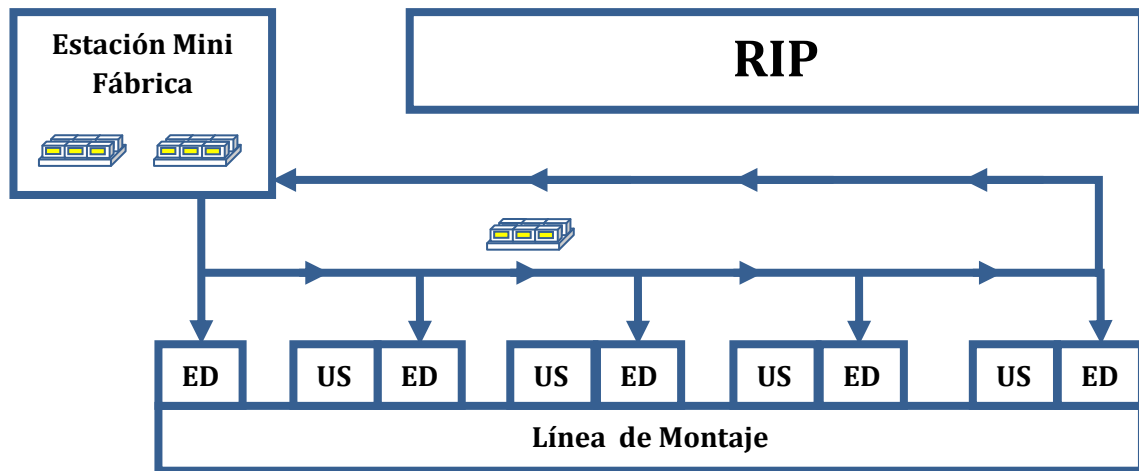 Estación Mini
Fábrica
RIP
ED
US
ED
US
ED
US
ED
US
ED
Línea de Montaje